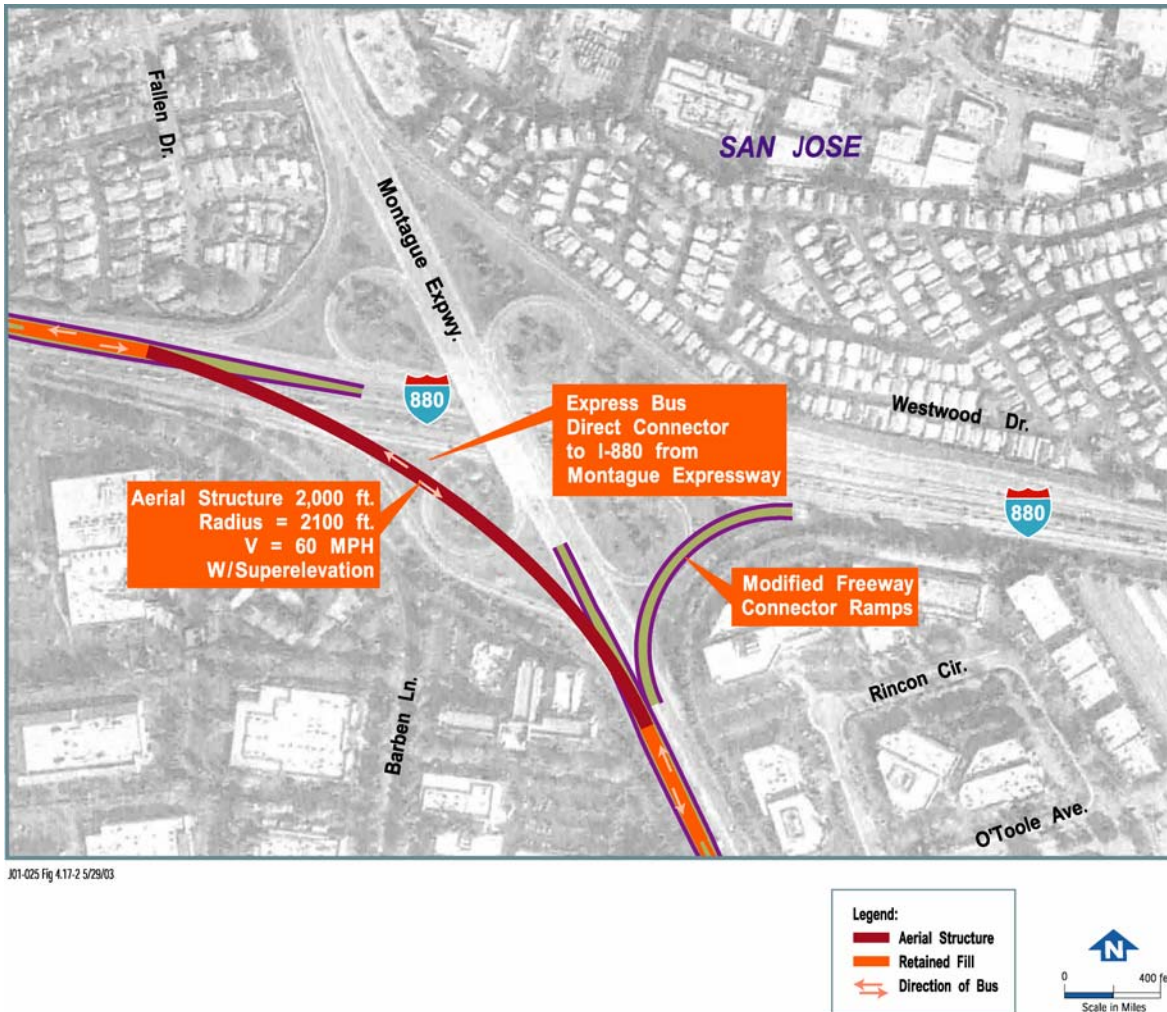 Fallen Dr.
SAN JOSE
Montague Expwy.
880
Westwood Dr.
Express Bus
Direct Connector
to I-880 from
Montague Expressway
Aerial Structure 2,000 ft.
Radius = 2100 ft.
V = 60 MPH
W/Superelevation
880
Modified Freeway
Connector Ramps
Rincon Cir.
Barben Ln.
O'Toole Ave.
J01-025 Fig 4.17-2 5/29/03
Legend:
Aerial Structure
Retained Fill
Direction of Bus
N
0 400 fe
Scale in Miles